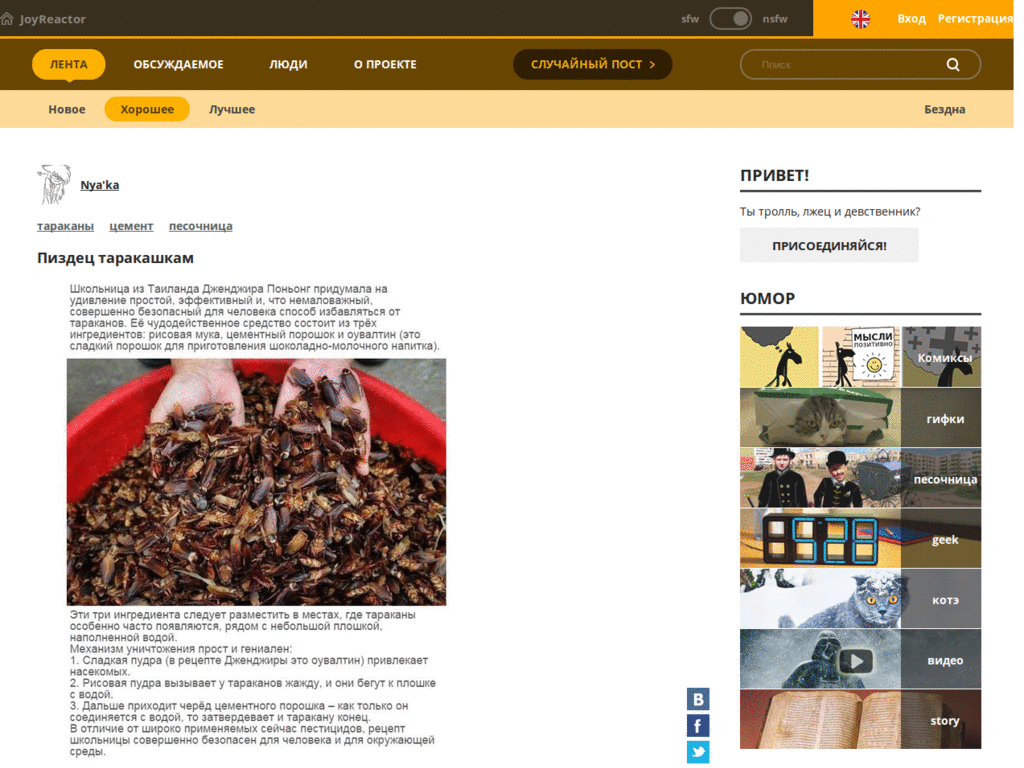 JoyReactor
sfw nsfw
Вход Регистрация
ЛЕНТА ОБСУЖДАЕМОЕ ЛЮДИ О ПРОЕКТЕ СЛУЧАЙНЫЙ ПОСТ > Поиск
Новое Хорошее Лучшее Бездна
Nya'ka
тараканы цемент песочница
Пиздец таракашкам
Школьница из Таиланда Дженджира Поньонг придумала на
удивление простой, эффективный и, что немаловажный,
совершенно безопасный для человека способ избавляться от
тараканов. Её чудодейственное средство состоит из трёх
ингредиентов: рисовая мука, цементный порошок и оувалтин (это
сладкий порошок для приготовления шоколадно-молочного напитка).
Эти три ингредиента следует разместить в местах, где тараканы
особенно часто появляются, рядом с небольшой плошкой,
наполненной водой.
Механизм уничтожения прост и гениален:
1. Сладкая пудра (в рецепте Дженджиры это оувалтин) привлекает
насекомых.
2. Рисовая пудра вызывает у тараканов жажду, и они бегут к плошке
с водой.
3. Дальше приходит черёд цементного порошка – как только он
соединяется с водой, то затвердевает и таракану конец.
В отличие от широко применяемых сейчас пестицидов, рецепт
школьницы совершенно безопасен для человека и для окружающей
среды.
B
f
ПРИВЕТ!
Ты тролль, лжец и девственник?
ПРИСОЕДИНЯЙСЯ!
ЮМОР
МЫСЛИ
ПОЗИТИВНО
Комиксы
гифки
песочница
geek
котэ
видео
story